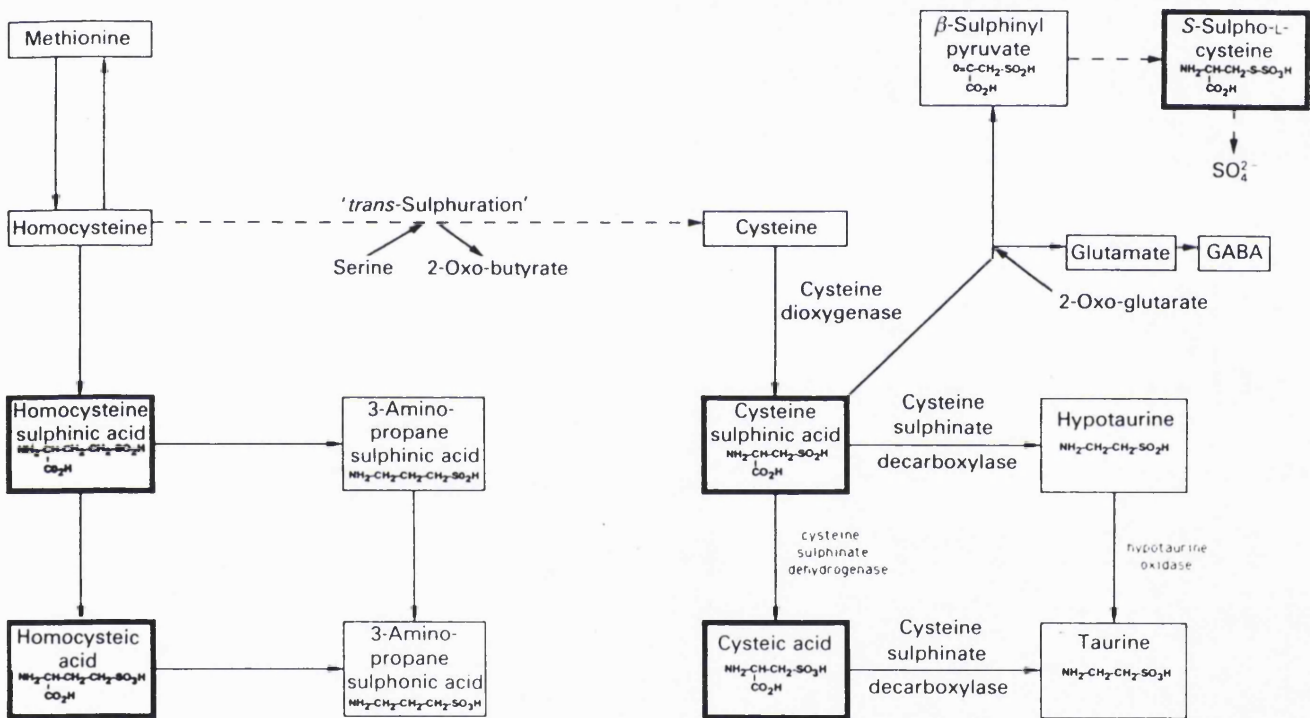 Methionine
β-Sulphinyl
pyruvate
O=C-CH₂-SO₂H
CO₂H
S-Sulpho-L-
cysteine
NH₂-CH-CH₂-S-SO₃H
CO₂H
SO₄²⁻
Homocysteine
'trans-Sulphuration'
Serine
2-Oxo-butyrate
Cysteine
Glutamate
GABA
2-Oxo-glutarate
Cysteine
dioxygenase
Homocysteine
sulphinic acid
NH₂-CH-CH₂-CH₂-SO₂H
CO₂H
3-Amino-
propane
sulphinic acid
NH₂-CH₂-CH₂-CH₂-SO₂H
Cysteine
sulphinic acid
NH₂-CH-CH₂-SO₂H
CO₂H
Cysteine
sulphinate
decarboxylase
Hypotaurine
NH₂-CH₂-CH₂-SO₂H
cysteine
sulphinate
dehydrogenase
hypotaurine
oxidase
Homocysteic
acid
NH₂-CH-CH₂-CH₂-SO₃H
CO₂H
3-Amino-
propane
sulphonic acid
NH₂-CH₂-CH₂-CH₂-SO₃H
Cysteic acid
NH₂-CH-CH₂-SO₃H
CO₂H
Cysteine
sulphinate
decarboxylase
Taurine
NH₂-CH₂-CH₂-SO₃H